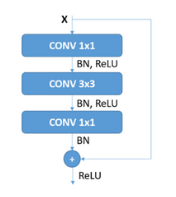 X
CONV 1x1
BN, ReLU
CONV 3x3
BN, ReLU
CONV 1x1
BN
+
ReLU